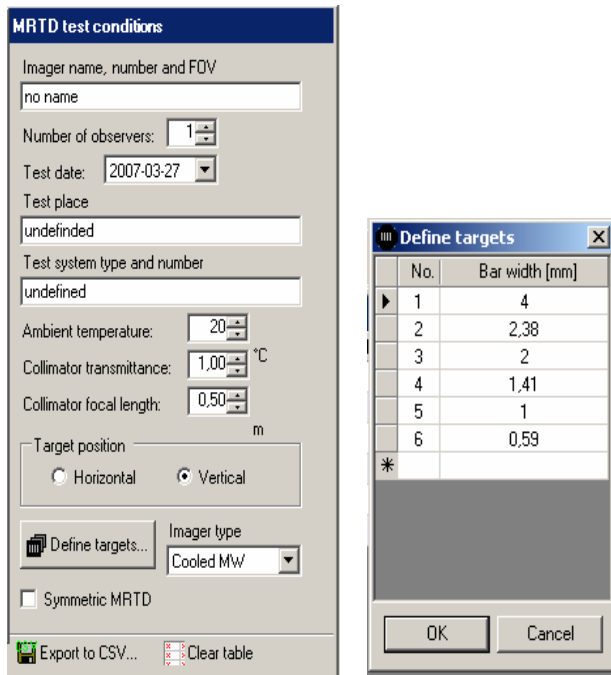 MRTD test conditions
Imager name, number and FOV
no name
Number of observers: 1
Test date: 2007-03-27
Test place
undefinded
Test system type and number
undefined
Ambient temperature: 20
°C
Collimator transmittance: 1,00
Collimator focal length: 0,50
m
Target position
Horizontal Vertical
Define targets...
Imager type
Cooled MW
Symmetric MRTD
Export to CSV... Clear table
Define targets
No. Bar width [mm]
1 4
2 2,38
3 2
4 1,41
5 1
6 0,59
OK Cancel